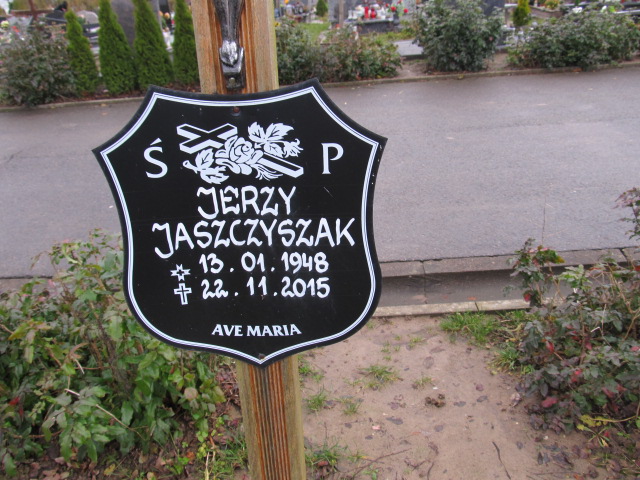 Ś P
JERZY
JASZCZYSZAK
13.01.1948
22.11.2015
AVE MARIA